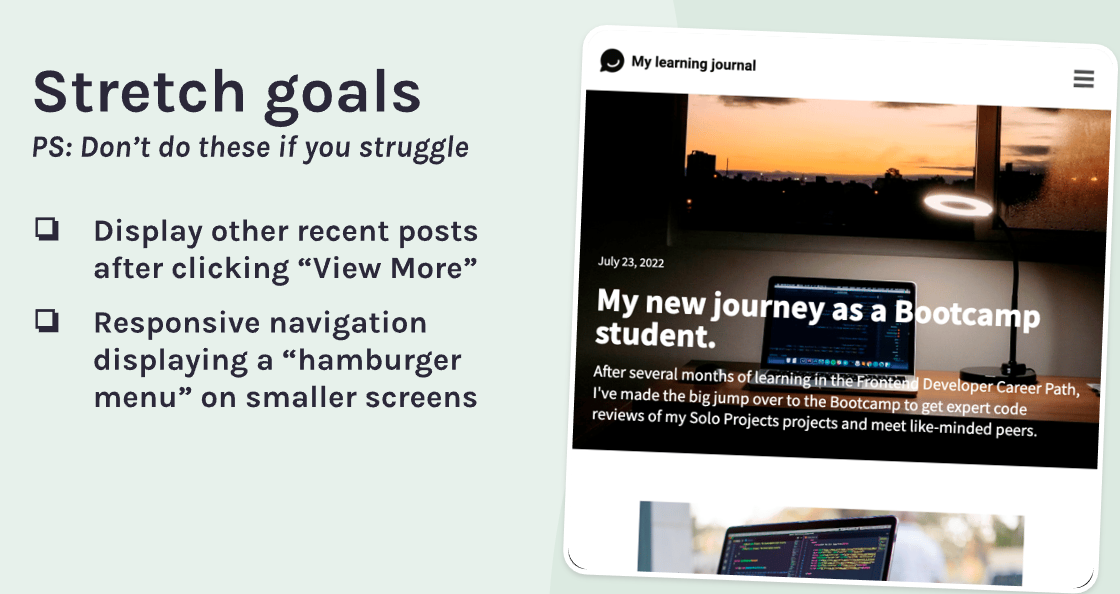 Stretch goals
PS: Don’t do these if you struggle
❏ Display other recent posts
after clicking “View More”
❏ Responsive navigation
displaying a “hamburger
menu” on smaller screens
My learning journal
July 23, 2022
My new journey as a Bootcamp
student.
After several months of learning in the Frontend Developer Career Path,
I've made the big jump over to the Bootcamp to get expert code
reviews of my Solo Projects projects and meet like-minded peers.